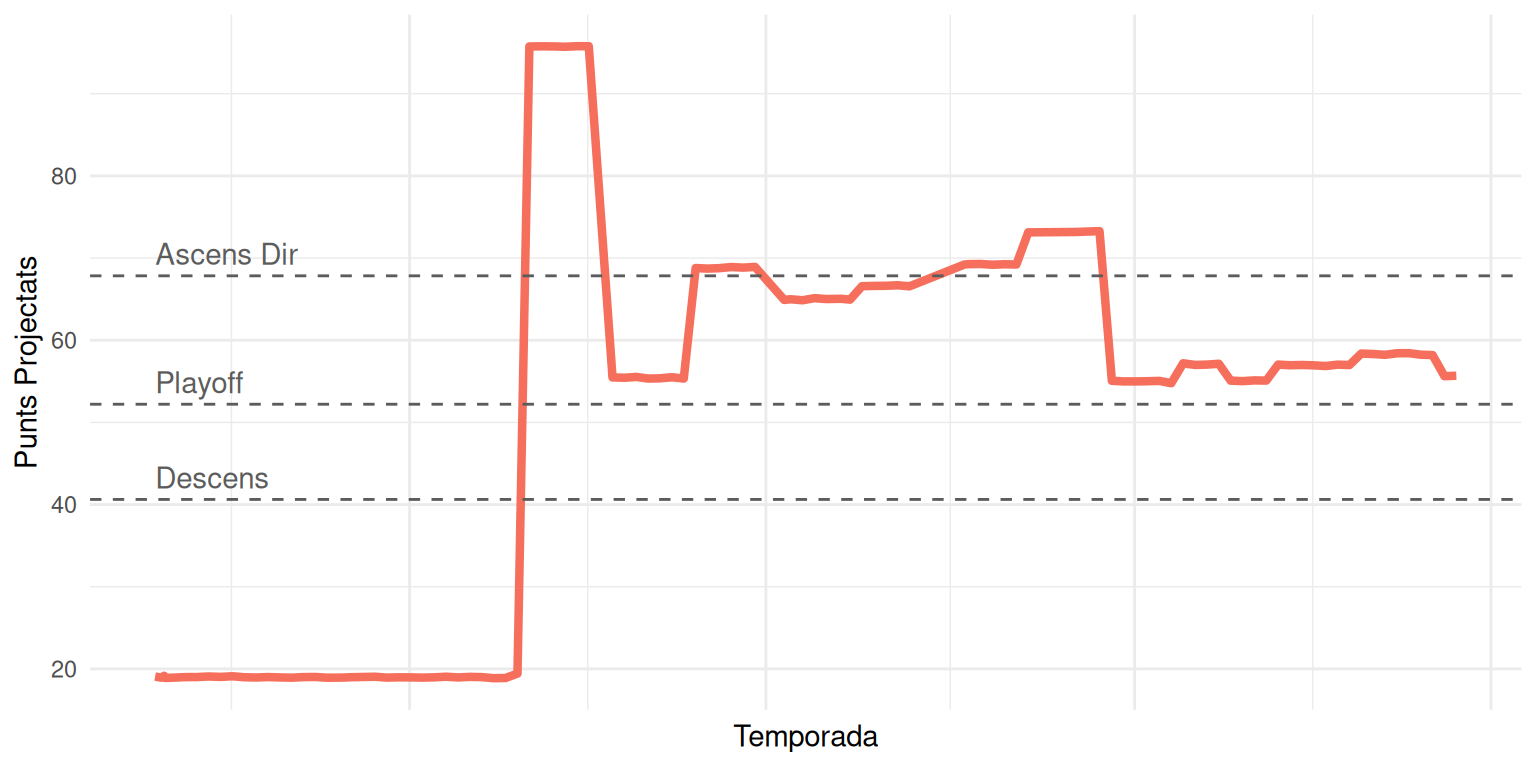 80
Ascens Dir
60
Playoff
Descens
40
20
Punts Projectats
Temporada